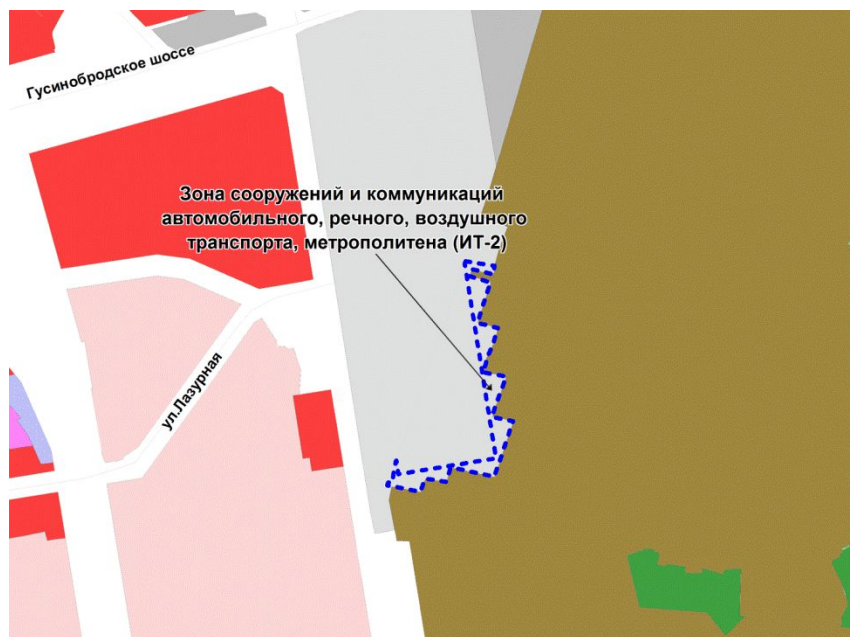 Гусинобродское шоссе
Зона сооружений и коммуникаций
автомобильного, речного, воздушного
транспорта, метрополитена (ИТ-2)
ул.Лазурная